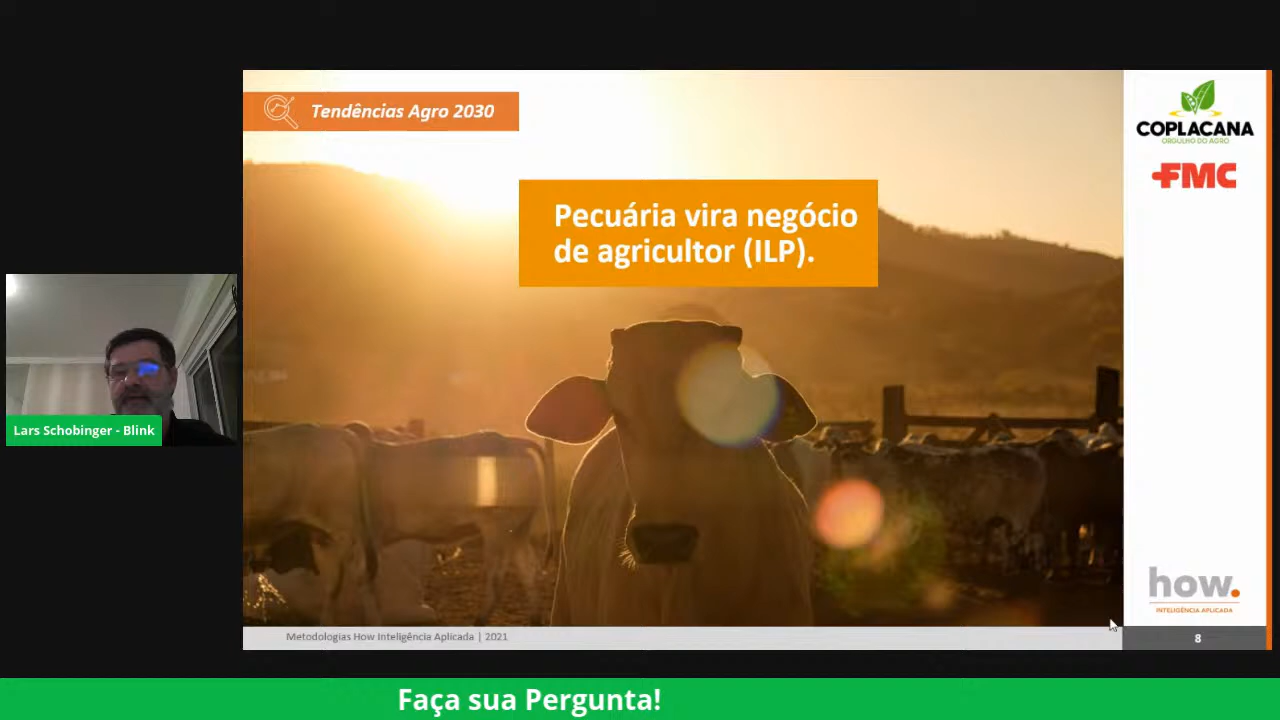 Tendências Agro 2030
COPLACANA
ORGULHO DO AGRO
FMC
Pecuária vira negócio
de agricultor (ILP).
Lars Schobinger - Blink
how.
INTELIGÊNCIA APLICADA
Metodologias How Inteligência Aplicada | 2021
8
Faça sua Pergunta!